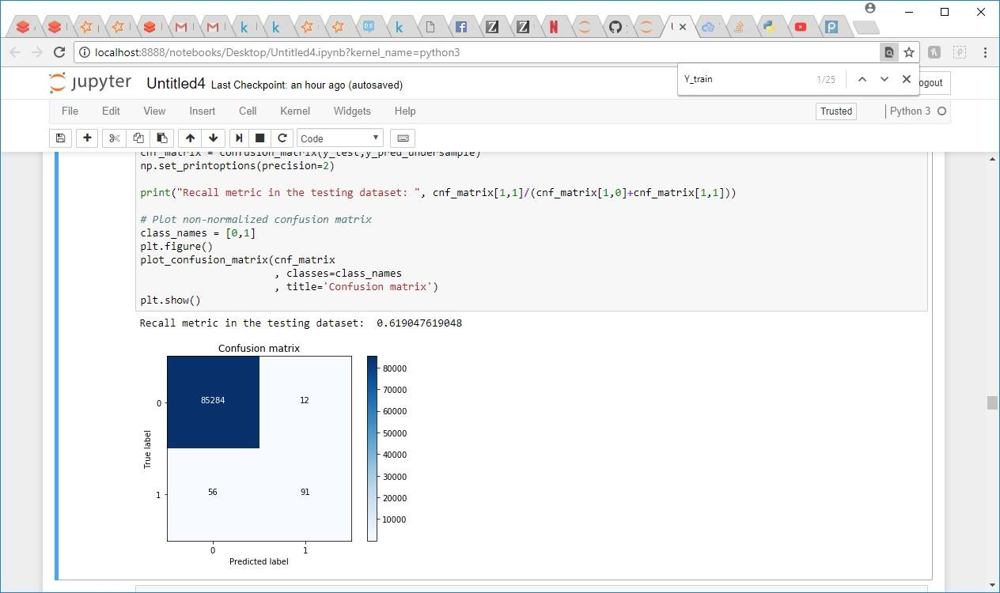 localhost:8888/notebooks/Desktop/Untitled4.ipynb?kernel_name=python3
jupyter Untitled4 Last Checkpoint: an hour ago (autosaved)
Y_train 1/25
ogout
File Edit View Insert Cell Kernel Widgets Help
Trusted Python 3
Code
cnf_matrix = confusion_matrix(y_test,y_pred_undersample)
np.set_printoptions(precision=2)
print("Recall metric in the testing dataset: ", cnf_matrix[1,1]/(cnf_matrix[1,0]+cnf_matrix[1,1]))
# Plot non-normalized confusion matrix
class_names = [0,1]
plt.figure()
plot_confusion_matrix(cnf_matrix
, classes=class_names
, title='Confusion matrix')
plt.show()
Recall metric in the testing dataset:  0.619047619048
Confusion matrix
0
1
True label
85284 12
56 91
0 1
Predicted label
80000
70000
60000
50000
40000
30000
20000
10000